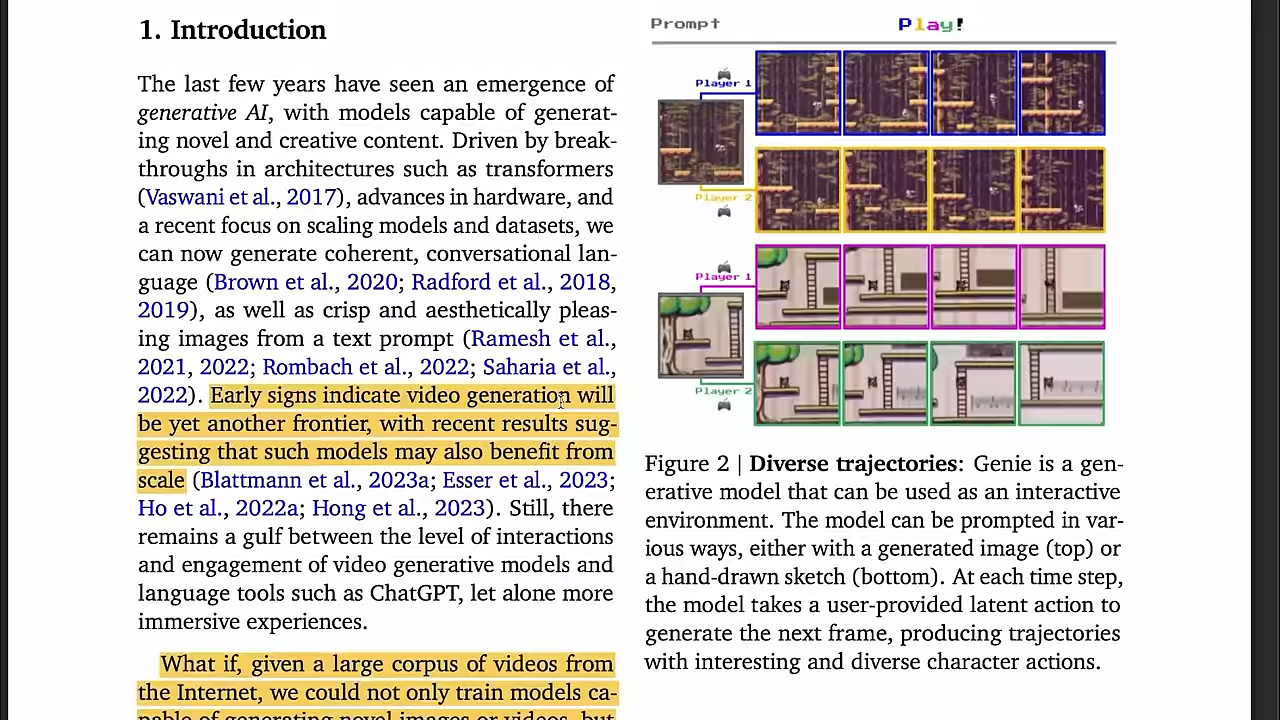 1. Introduction
The last few years have seen an emergence of
generative AI, with models capable of generat-
ing novel and creative content. Driven by break-
throughs in architectures such as transformers
(Vaswani et al., 2017), advances in hardware, and
a recent focus on scaling models and datasets, we
can now generate coherent, conversational lan-
guage (Brown et al., 2020; Radford et al., 2018,
2019), as well as crisp and aesthetically pleas-
ing images from a text prompt (Ramesh et al.,
2021, 2022; Rombach et al., 2022; Saharia et al.,
2022). Early signs indicate video generation will
be yet another frontier, with recent results sug-
gesting that such models may also benefit from
scale (Blattmann et al., 2023a; Esser et al., 2023;
Ho et al., 2022a; Hong et al., 2023). Still, there
remains a gulf between the level of interactions
and engagement of video generative models and
language tools such as ChatGPT, let alone more
immersive experiences.
What if, given a large corpus of videos from
the Internet, we could not only train models ca-
pable of generating novel images or videos, but
Prompt
Play!
Player 1
Player 2
Player 1
Player 2
Figure 2 | Diverse trajectories: Genie is a gen-
erative model that can be used as an interactive
environment. The model can be prompted in var-
ious ways, either with a generated image (top) or
a hand-drawn sketch (bottom). At each time step,
the model takes a user-provided latent action to
generate the next frame, producing trajectories
with interesting and diverse character actions.